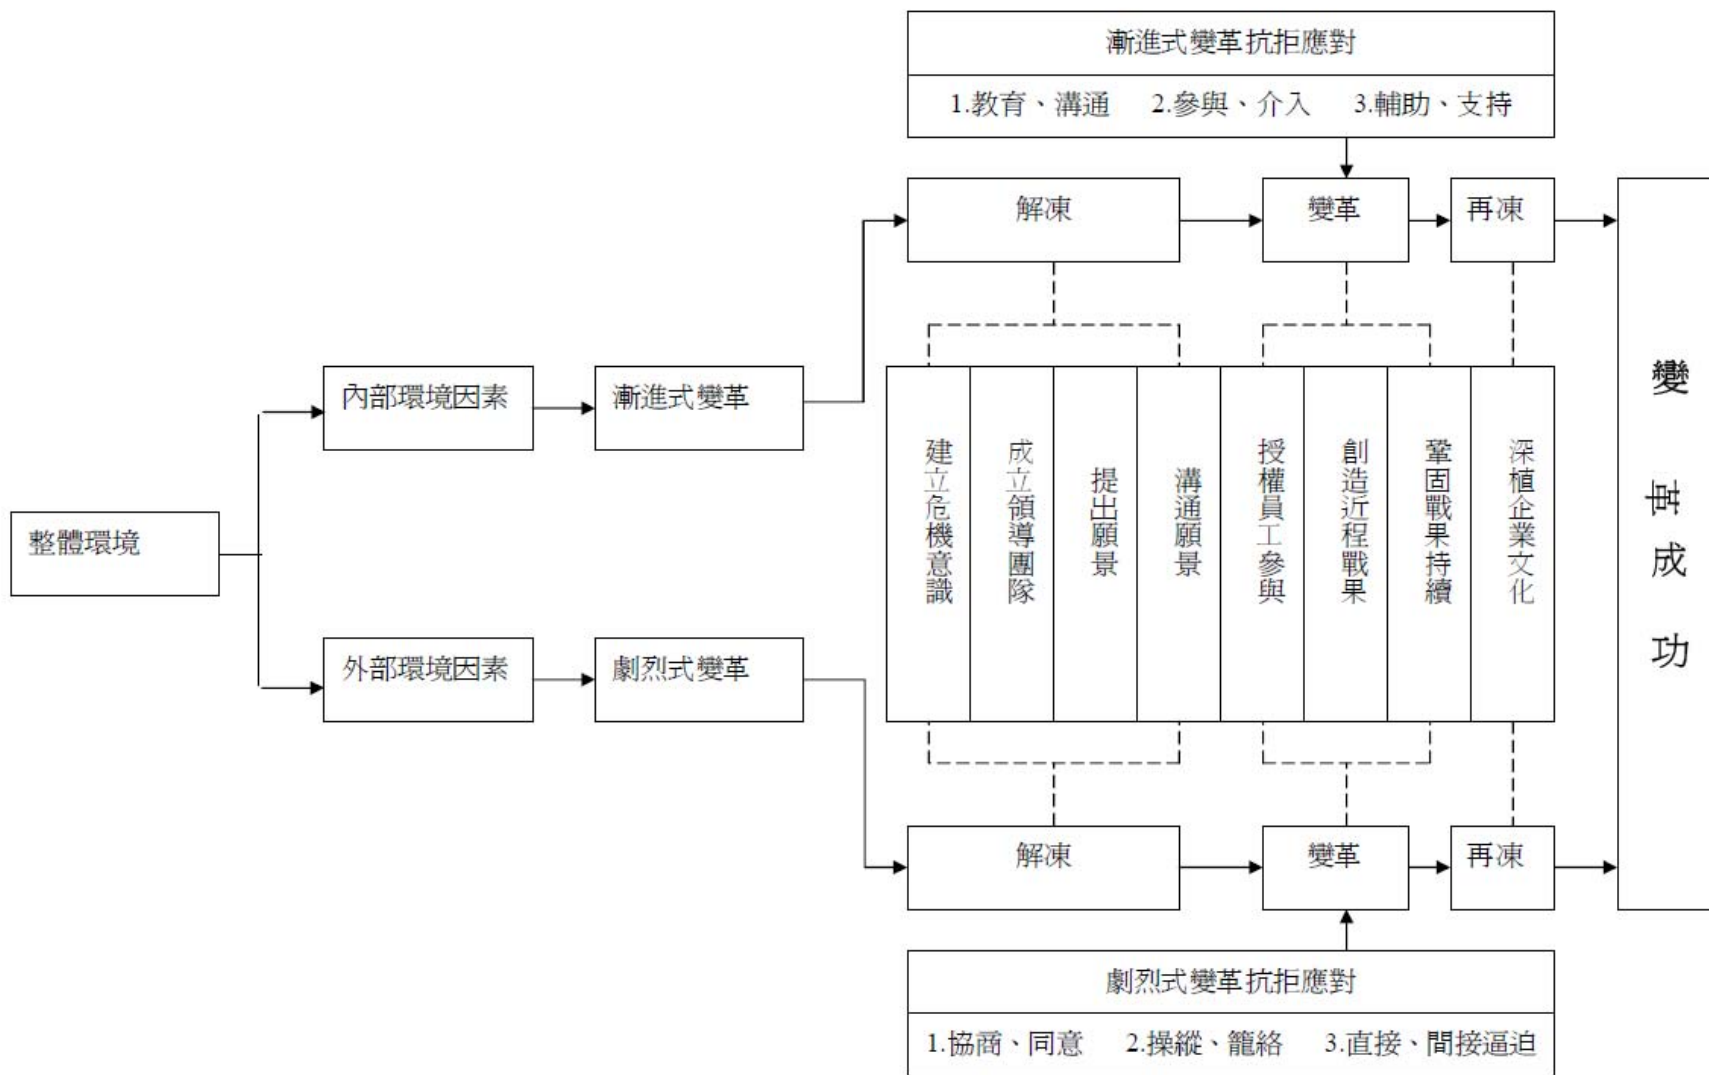 漸進式變革抗拒應對
1.教育、溝通 2.參與、介入 3.輔助、支持
解凍
變革
再凍
整體環境
內部環境因素
漸進式變革
外部環境因素
劇烈式變革
建立危機意識
成立領導團隊
提出願景
溝通願景
授權員工參與
創造近程戰果
鞏固戰果持續
深植企業文化
變革成功
解凍
變革
再凍
劇烈式變革抗拒應對
1.協商、同意 2.操縱、籠絡 3.直接、間接逼迫